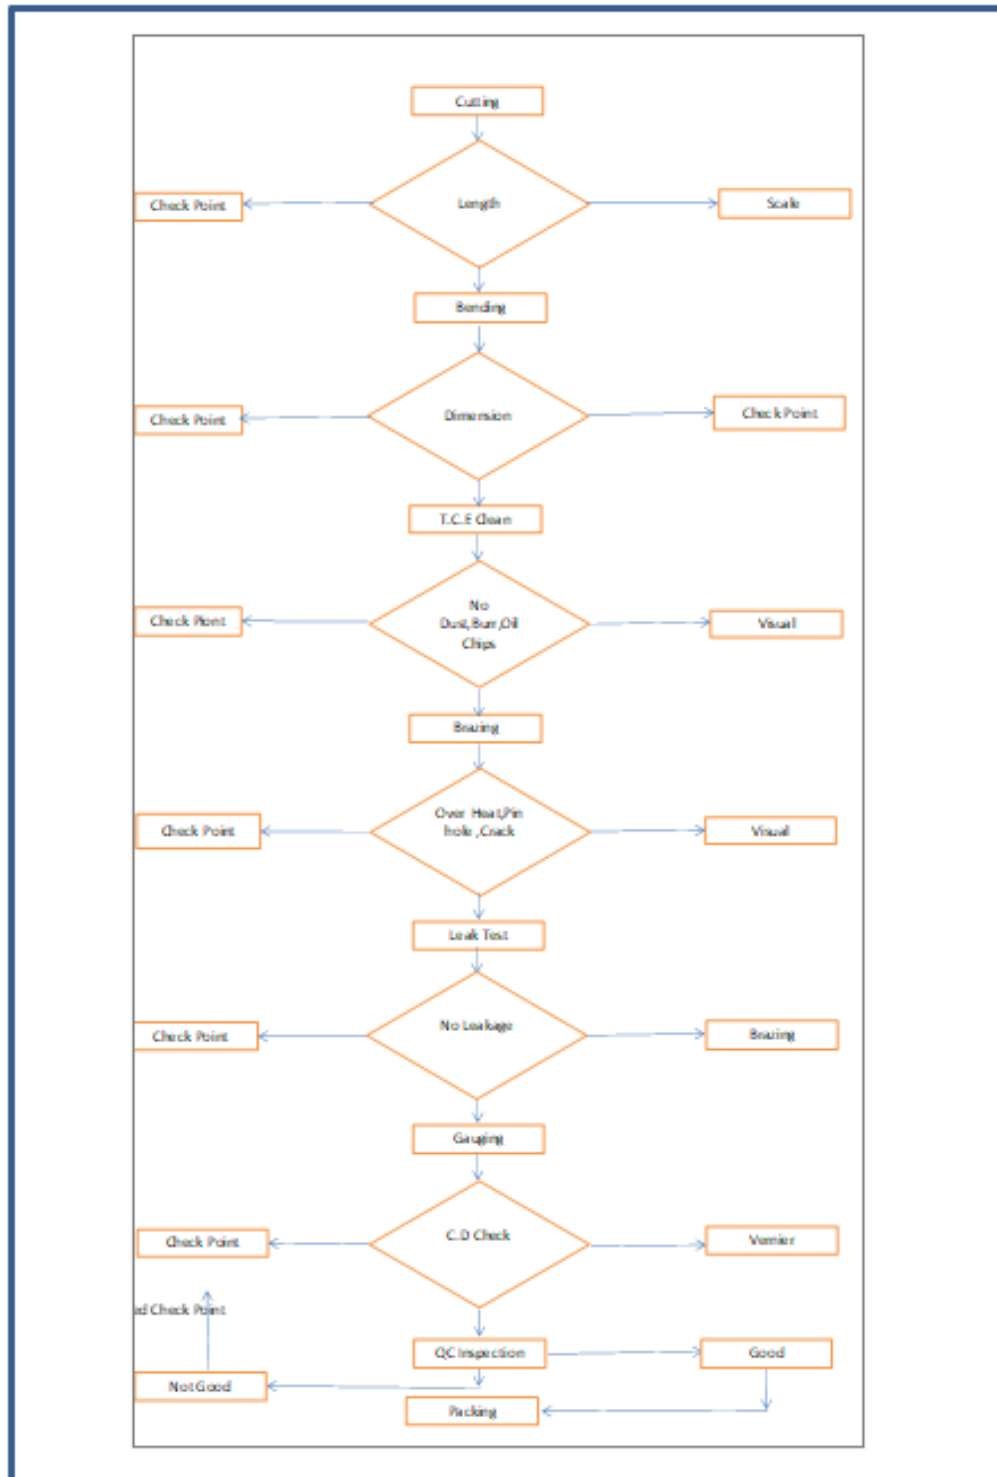 Cutting
Check Point
Length
Scale
Bending
Check Point
Dimension
Check Point
T.C.E Clean
Check Piont
No
Dust,Burr,Oil
Chips
Visual
Brazing
Check Point
Over Heat,Pin
hole ,Crack
Visual
Leak Test
Check Point
No Leakage
Brazing
Gauging
Check Point
C.D Check
Vernier
ed Check Point
QC Inspection
Good
Not Good
Packing